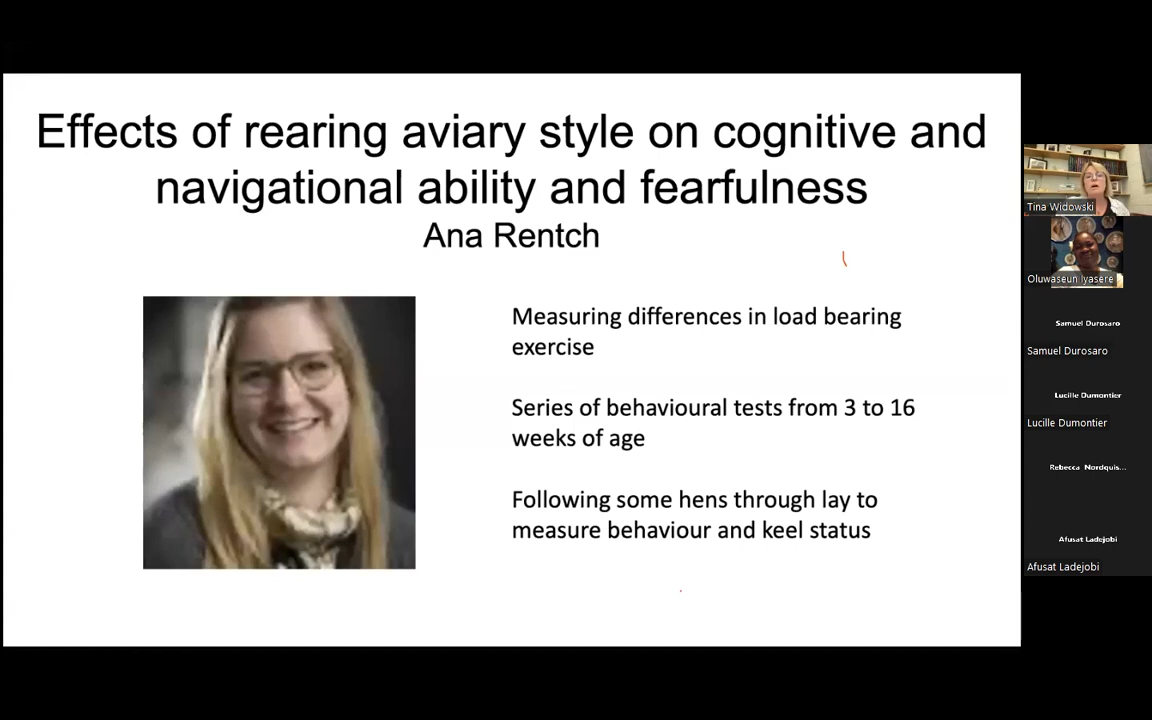 Effects of rearing aviary style on cognitive and
navigational ability and fearfulness
Ana Rentch
Measuring differences in load bearing
exercise
Series of behavioural tests from 3 to 16
weeks of age
Following some hens through lay to
measure behaviour and keel status
Tina Widowski
Oluwaseun Iyasere
Samuel Durosaro
Samuel Durosaro
Lucille Dumontier
Lucille Dumontier
Rebecca Nordquis...
Afusat Ladejobi
Afusat Ladejobi